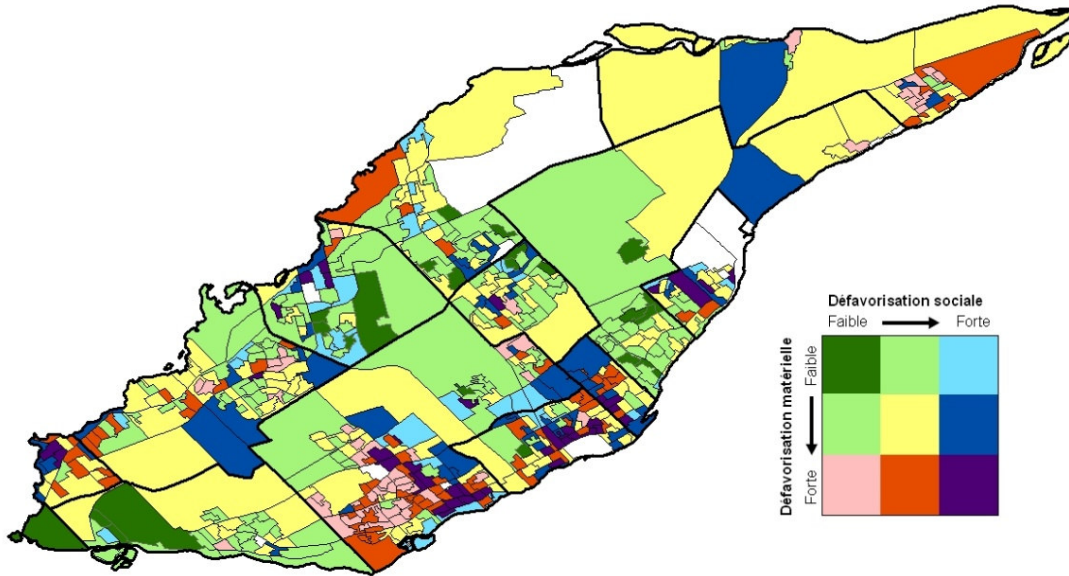 Défavorisation sociale
Faible Forte
Défavorisation matérielle
Faible
Forte